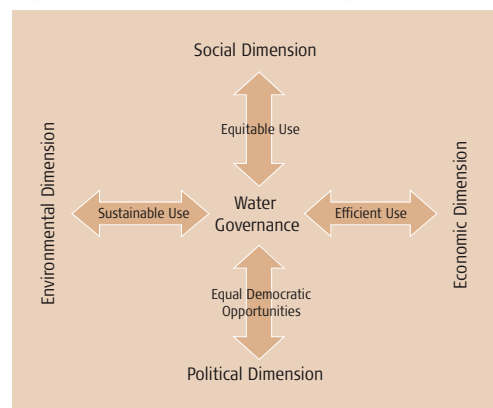 Social Dimension
Equitable Use
Environmental Dimension
Sustainable Use
Water
Governance
Efficient Use
Economic Dimension
Equal Democratic
Opportunities
Political Dimension